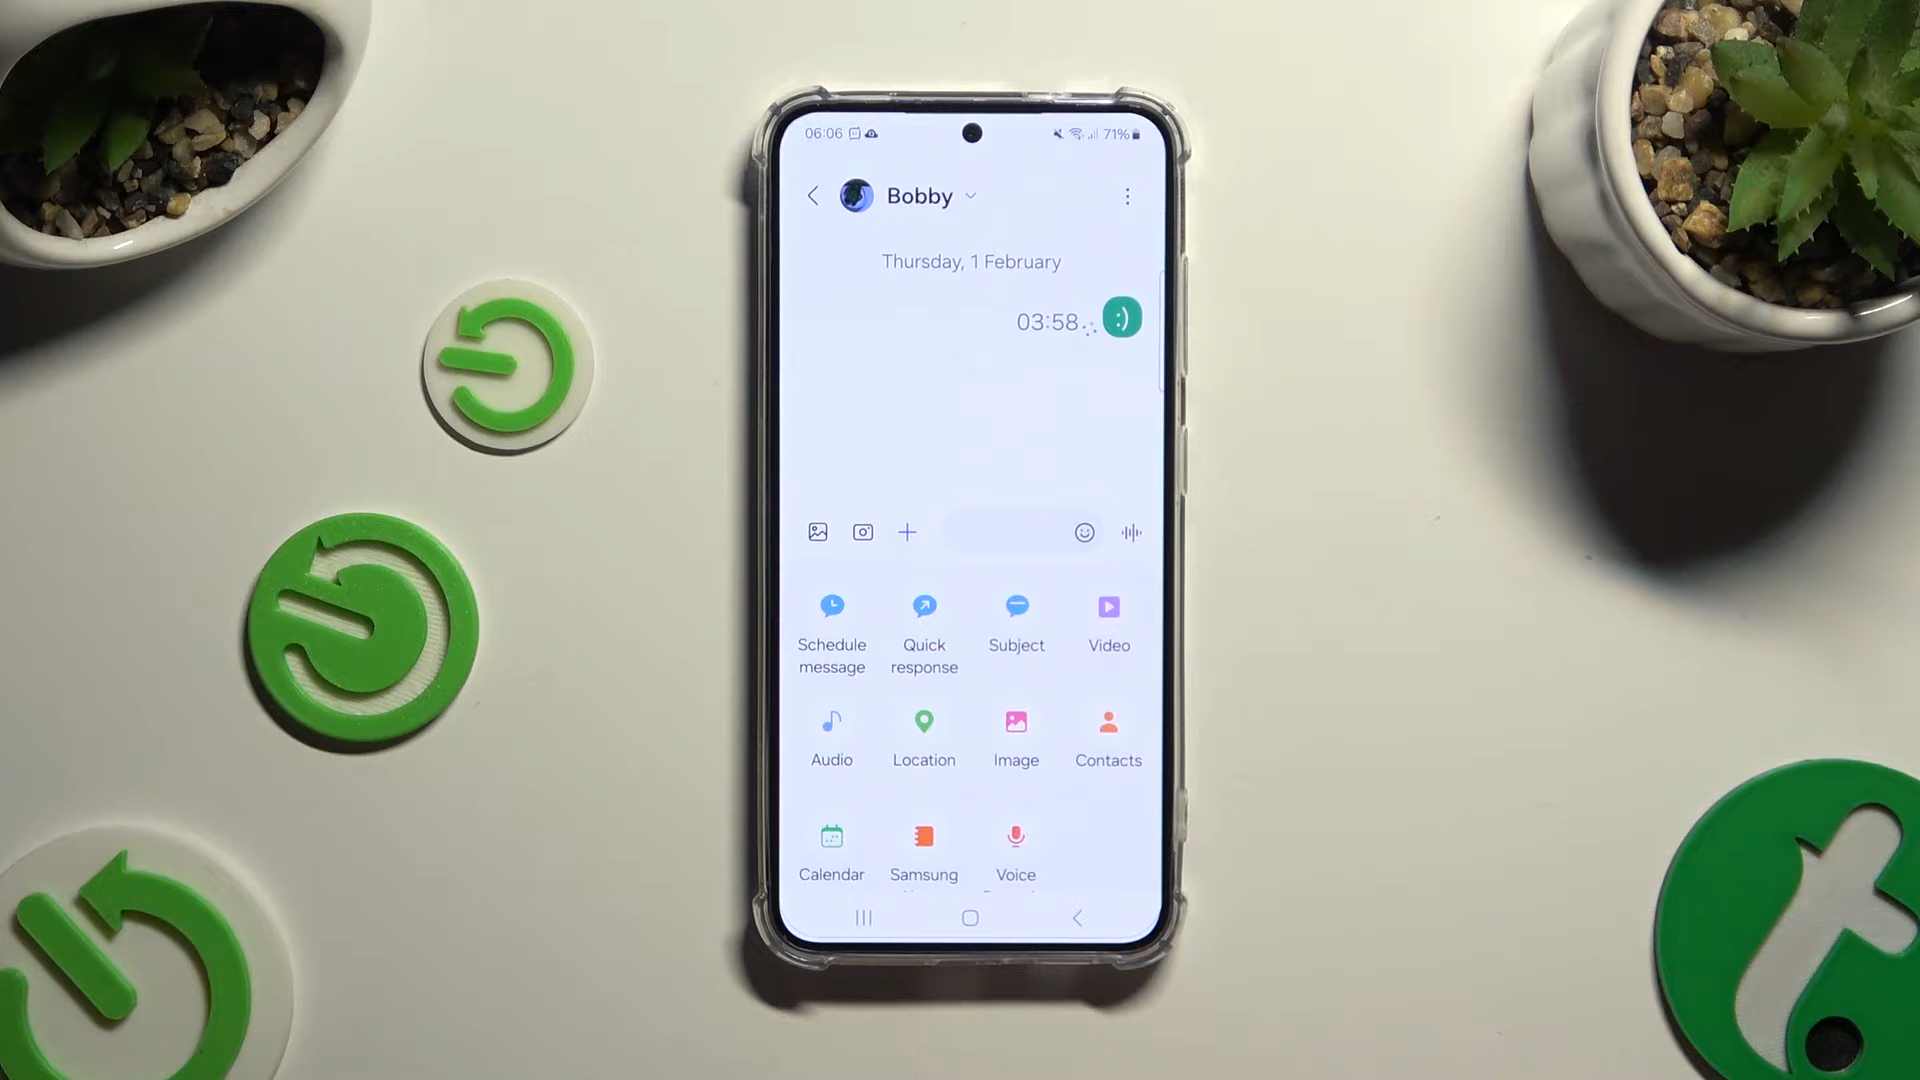 06:06 71%
Bobby
Thursday, 1 February
03:58 :)
Schedule message
Quick response
Subject
Video
Audio
Location
Image
Contacts
Calendar
Samsung
Voice